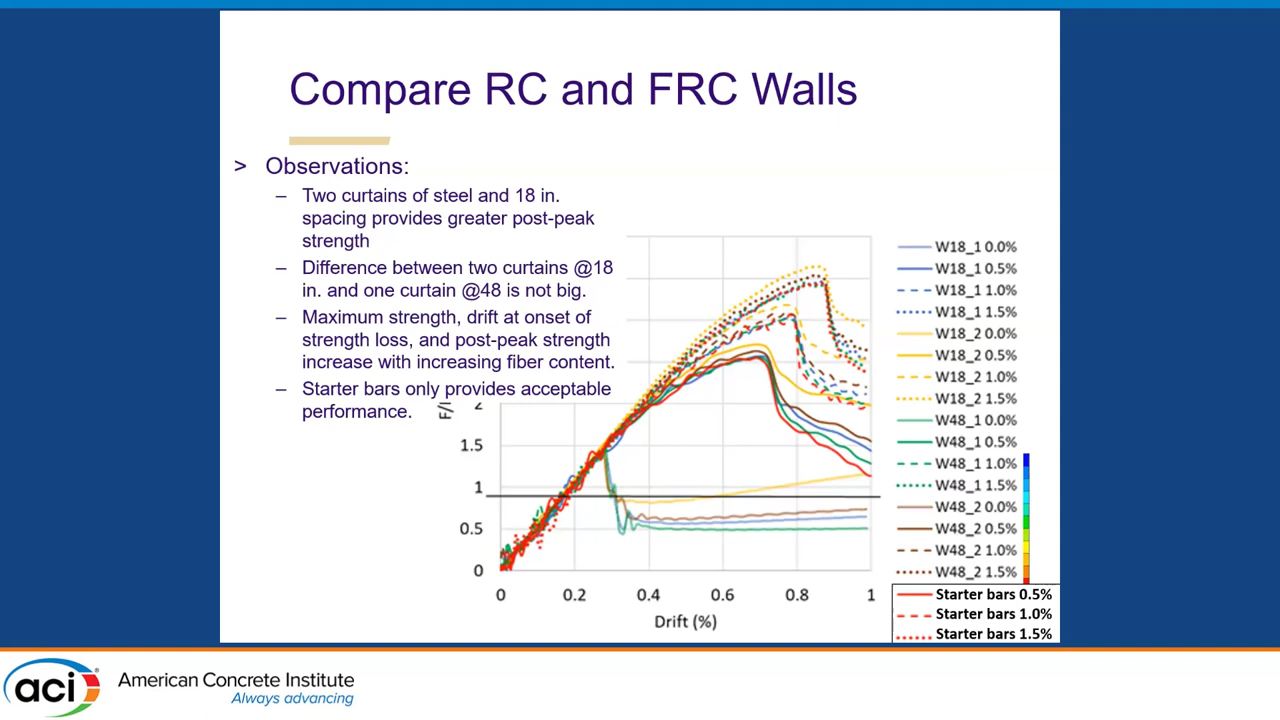 Compare RC and FRC Walls
> Observations:
– Two curtains of steel and 18 in.
spacing provides greater post-peak
strength
– Difference between two curtains @18
in. and one curtain @48 is not big.
– Maximum strength, drift at onset of
strength loss, and post-peak strength
increase with increasing fiber content.
– Starter bars only provides acceptable
performance.
2
1.5
1
0.5
0
0 0.2 0.4 0.6 0.8 1
Drift (%)
W18_1 0.0%
W18_1 0.5%
W18_1 1.0%
W18_1 1.5%
W18_2 0.0%
W18_2 0.5%
W18_2 1.0%
W18_2 1.5%
W48_1 0.0%
W48_1 0.5%
W48_1 1.0%
W48_1 1.5%
W48_2 0.0%
W48_2 0.5%
W48_2 1.0%
W48_2 1.5%
Starter bars 0.5%
Starter bars 1.0%
Starter bars 1.5%
aci®
American Concrete Institute
Always advancing